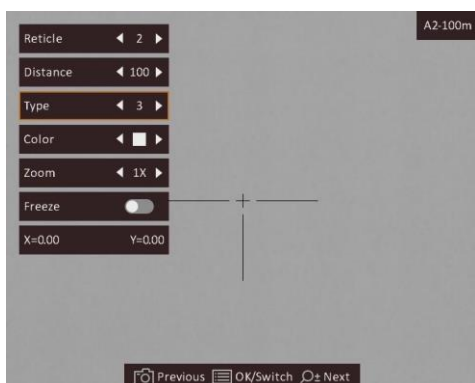 A2-100m
Reticle 2
Distance 100
Type 3
Color
Zoom 1X
Freeze
X=0.00 Y=0.00
Previous OK/Switch Next